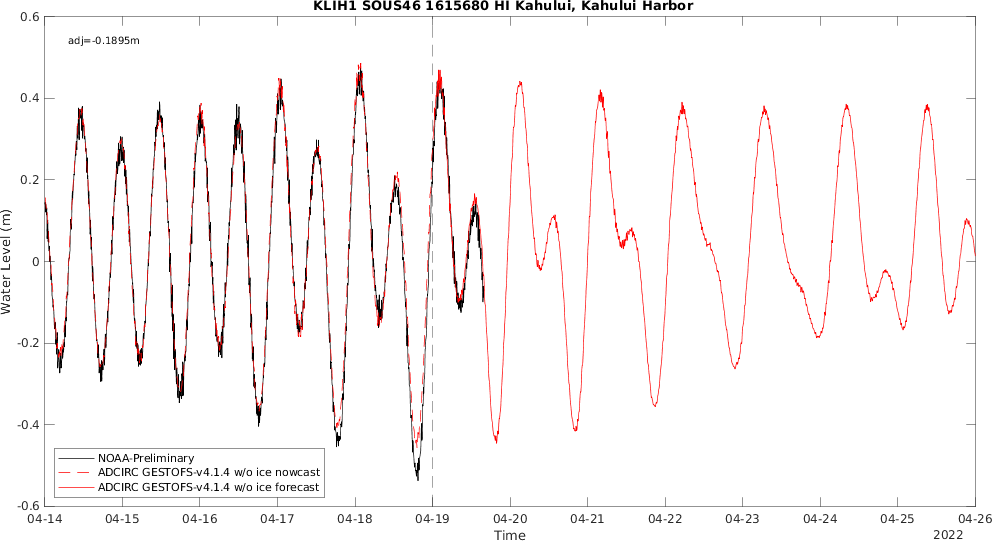 KLIH1 SOUS46 1615680 HI Kahului, Kahului Harbor
adj=-0.1895m
0.6
0.4
0.2
0
-0.2
-0.4
-0.6
Water Level (m)
NOAA-Preliminary
ADCIRC GESTOFS-v4.1.4 w/o ice nowcast
ADCIRC GESTOFS-v4.1.4 w/o ice forecast
04-14 04-15 04-16 04-17 04-18 04-19 04-20 04-21 04-22 04-23 04-24 04-25 04-26
Time
2022